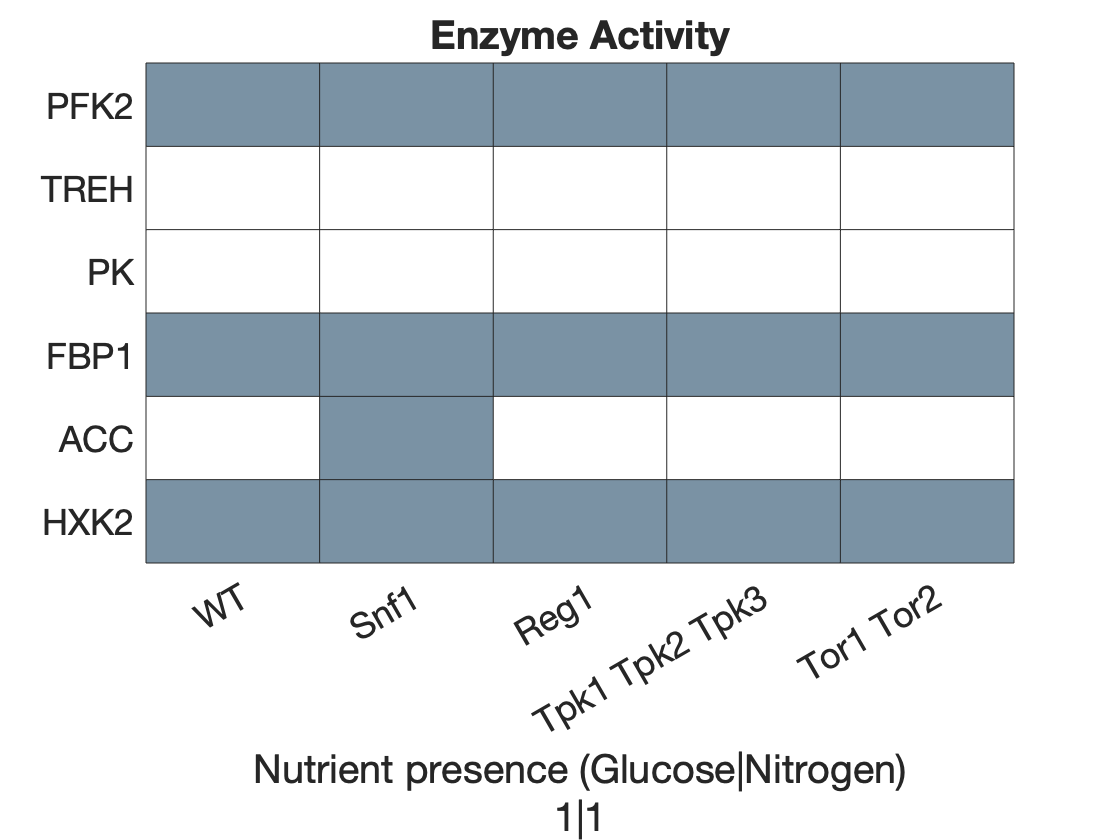 Enzyme Activity
PFK2
TREH
PK
FBP1
ACC
HXK2
WT
Snf1
Reg1
Tpk1 Tpk2 Tpk3
Tor1 Tor2
Nutrient presence (Glucose|Nitrogen)
1|1